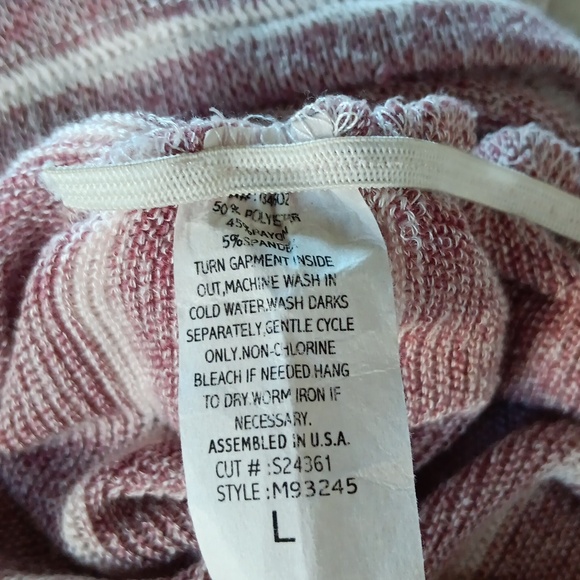 50% POLYESTER
45% RAYON
5% SPANDEX
TURN GAPMENT INSIDE
OUT,MACHINE WASH IN
COLD WATER.WASH DARKS
SEPARATELY,GENTLE CYCLE
ONLY.NON-CHLORINE
BLEACH IF NEEDED HANG
TO DRY.WORM IRON IF
NECESSARY.
ASSEMBLED IN U.S.A.
CUT # :S24361
STYLE :M93245
L